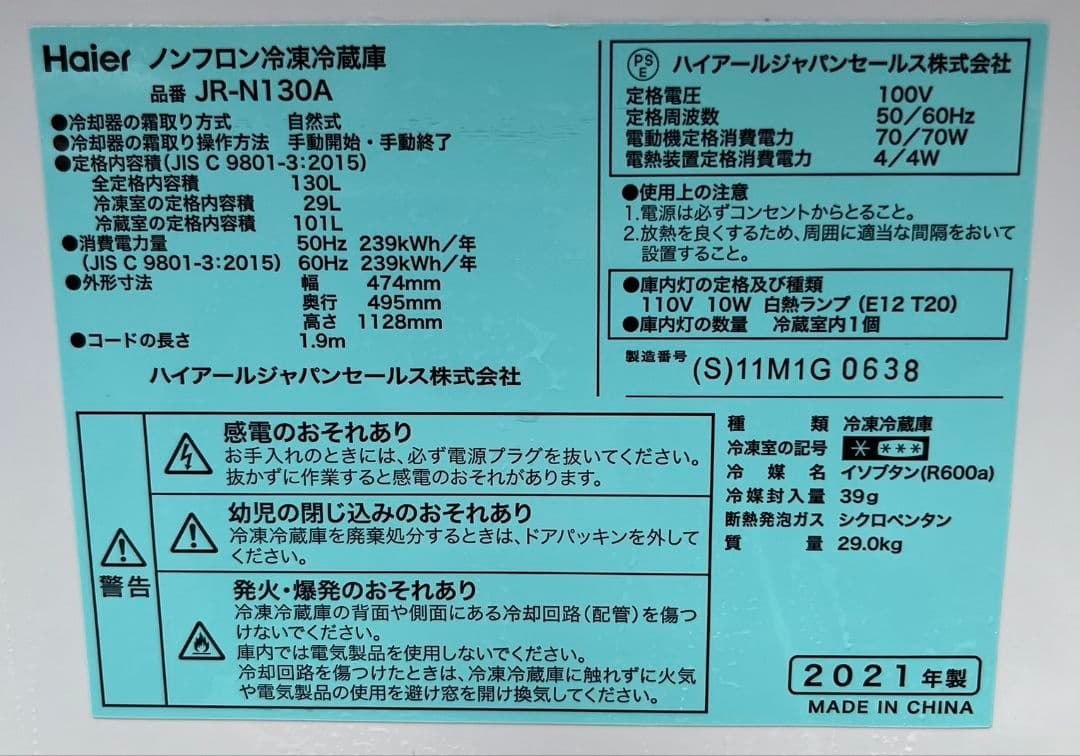 Haier ノンフロン冷凍冷蔵庫
品番 JR-N130A
●冷却器の霜取り方式 自然式
●冷却器の霜取り操作方法 手動開始・手動終了
●定格内容積(JIS C 9801-3:2015)
全定格内容積 130L
冷凍室の定格内容積 29L
冷蔵室の定格内容積 101L
●消費電力量 50Hz 239kWh/年
(JIS C 9801-3:2015) 60Hz 239kWh/年
●外形寸法 幅 474mm
奥行 495mm
高さ 1128mm
●コードの長さ 1.9m
ハイアールジャパンセールス株式会社
PS
E ハイアールジャパンセールス株式会社
定格電圧 100V
定格周波数 50/60Hz
電動機定格消費電力 70/70W
電熱装置定格消費電力 4/4W
●使用上の注意
1.電源は必ずコンセントからとること。
2.放熱を良くするため、周囲に適当な間隔をおいて
設置すること。
●庫内灯の定格及び種類
110V 10W 白熱ランプ (E12 T20)
●庫内灯の数量 冷蔵室内1個
製造番号 (S)11M1G 0638
警告
感電のおそれあり
お手入れのときには、必ず電源プラグを抜いてください。
抜かずに作業すると感電のおそれがあります。
幼児の閉じ込みのおそれあり
冷凍冷蔵庫を廃棄処分するときは、ドアパッキンを外して
ください。
発火・爆発のおそれあり
冷凍冷蔵庫の背面や側面にある冷却回路(配管)を傷つ
けないでください。
庫内では電気製品を使用しないでください。
冷却回路を傷つけたときは、冷凍冷蔵庫に触れずに火気
や電気製品の使用を避け窓を開け換気してください。
種類 冷凍冷蔵庫
冷凍室の記号 * ***
冷媒名 イソブタン(R600a)
冷媒封入量 39g
断熱発泡ガス シクロペンタン
質量 29.0kg
2021年製
MADE IN CHINA